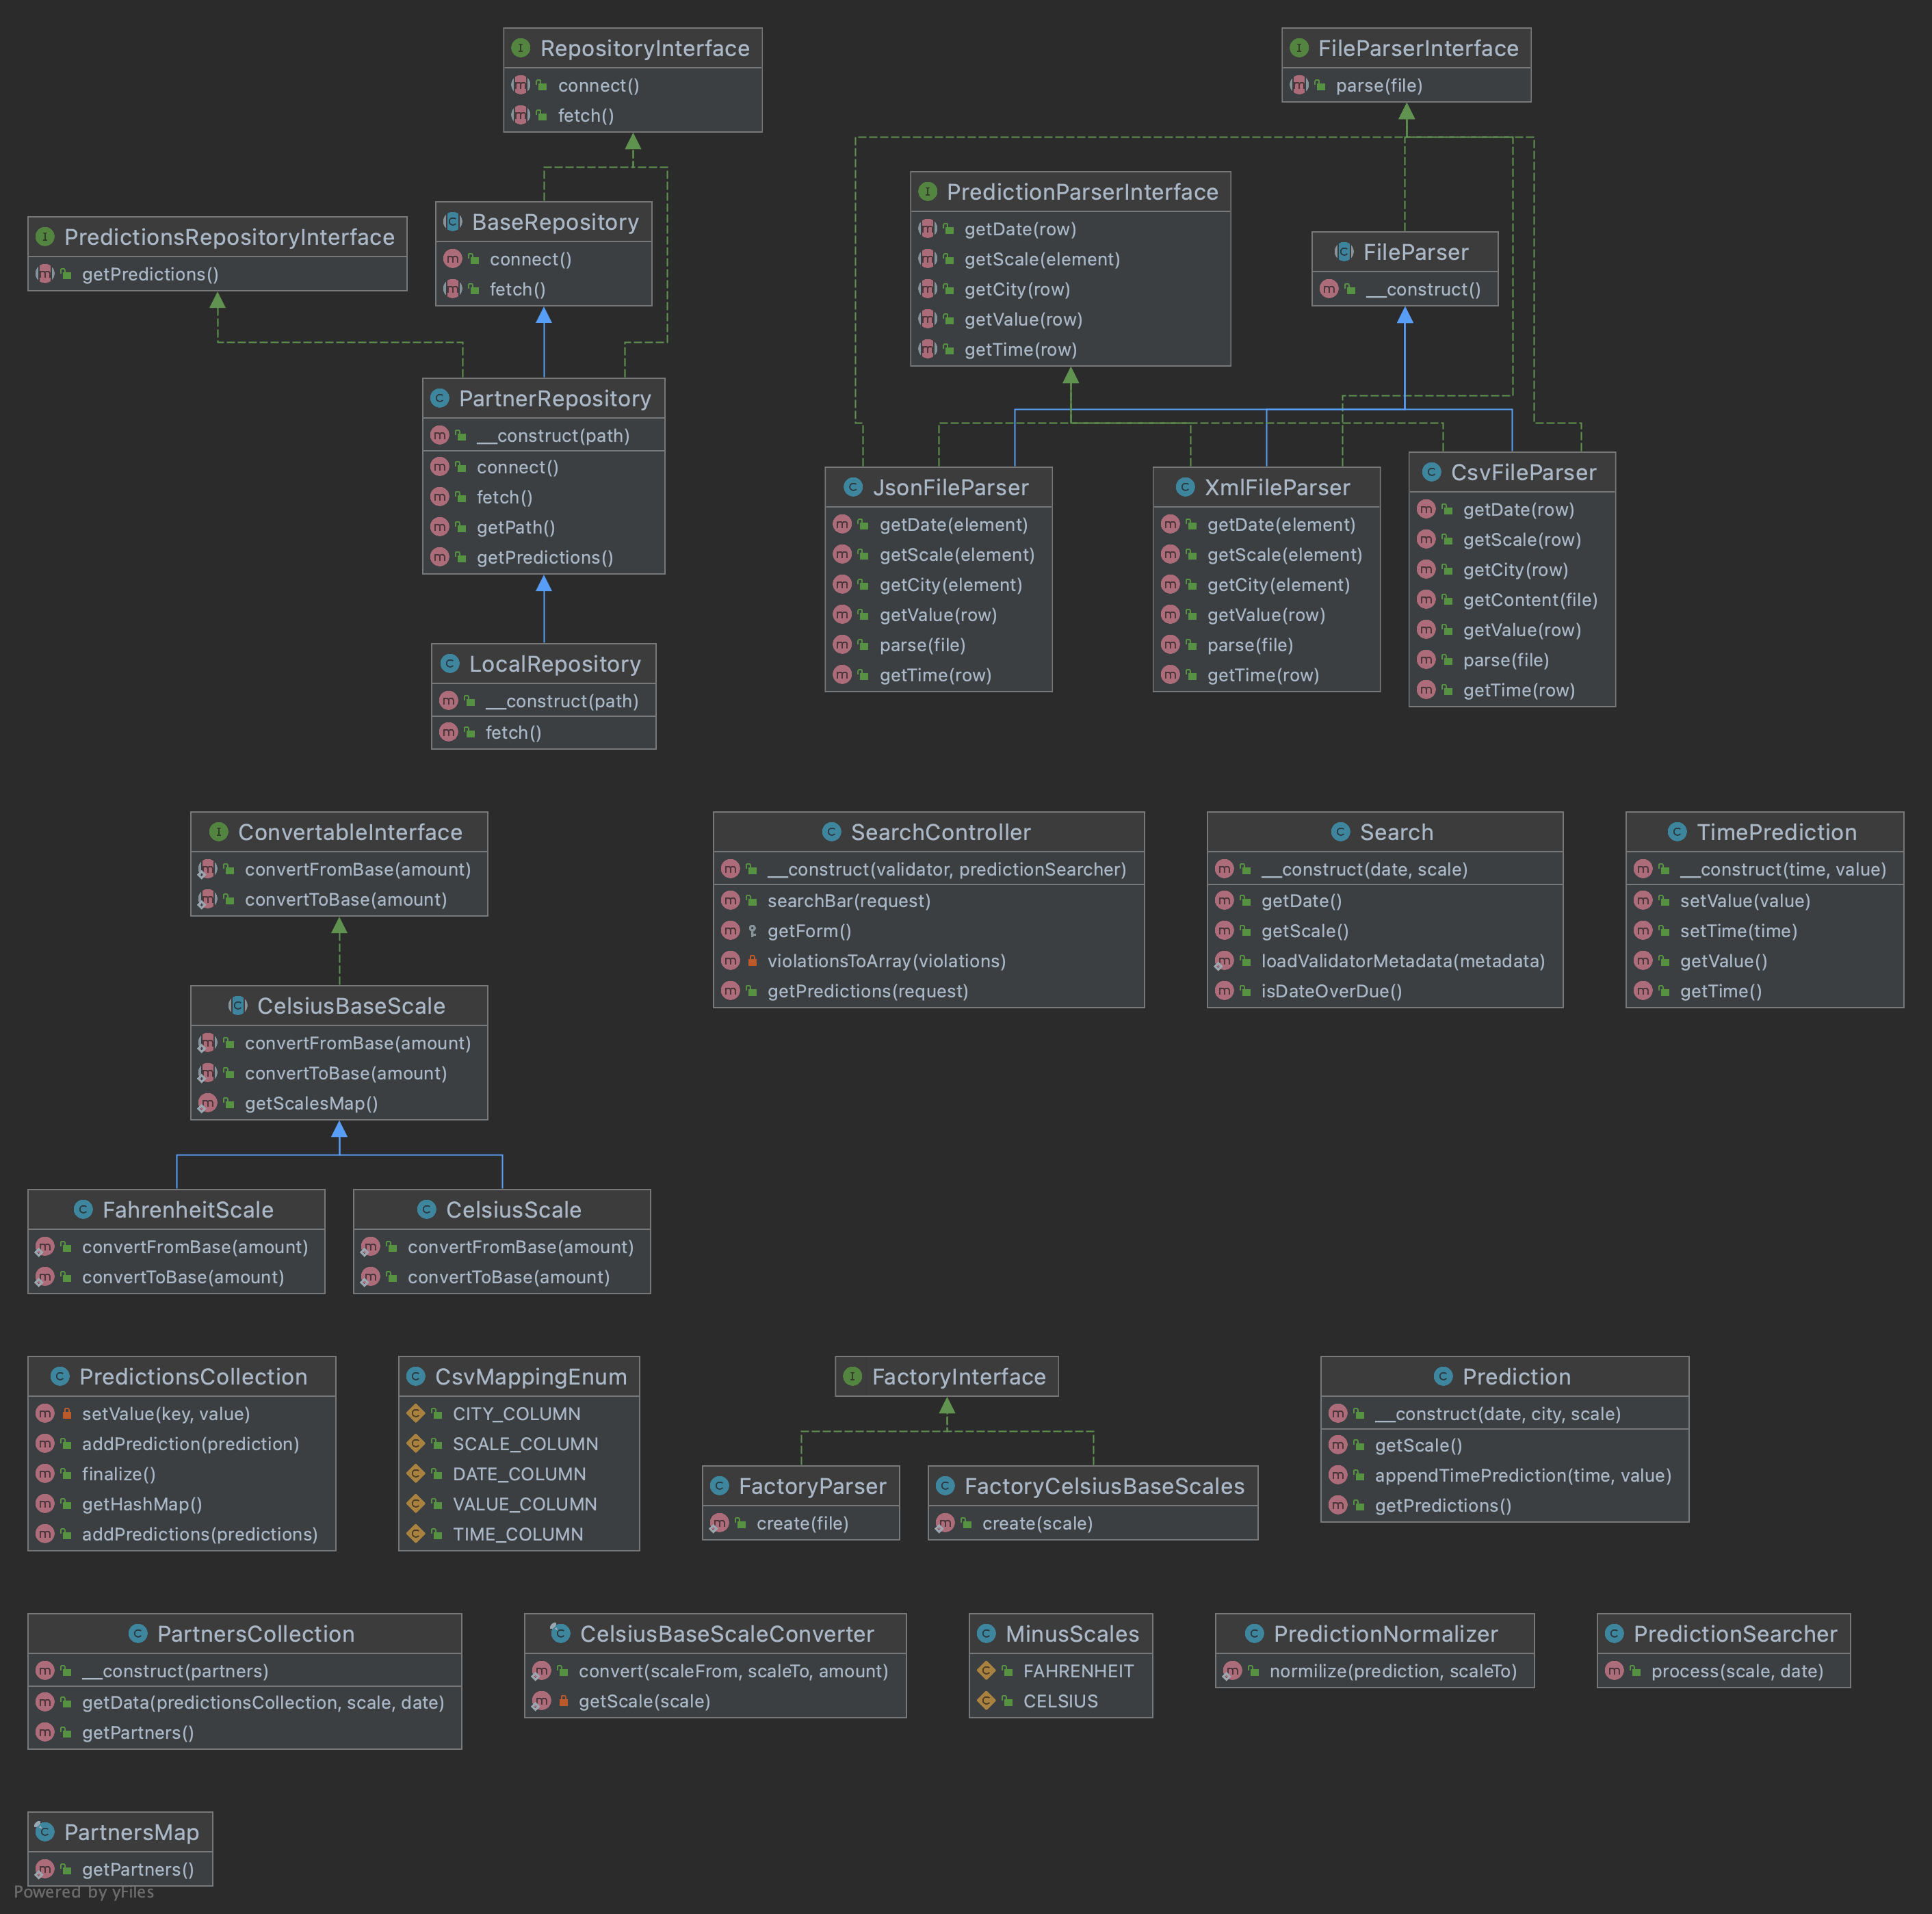 RepositoryInterface
connect()
fetch()
FileParserInterface
parse(file)
PredictionParserInterface
getDate(row)
getScale(element)
getCity(row)
getValue(row)
getTime(row)
PredictionsRepositoryInterface
getPredictions()
BaseRepository
connect()
fetch()
FileParser
__construct()
PartnerRepository
__construct(path)
connect()
fetch()
getPath()
getPredictions()
JsonFileParser
getDate(element)
getScale(element)
getCity(element)
getValue(row)
parse(file)
getTime(row)
XmlFileParser
getDate(element)
getScale(element)
getCity(element)
getValue(row)
parse(file)
getTime(row)
CsvFileParser
getDate(row)
getScale(row)
getCity(row)
getContent(file)
getValue(row)
parse(file)
getTime(row)
LocalRepository
__construct(path)
fetch()
ConvertableInterface
convertFromBase(amount)
convertToBase(amount)
SearchController
__construct(validator, predictionSearcher)
searchBar(request)
getForm()
violationsToArray(violations)
getPredictions(request)
Search
__construct(date, scale)
getDate()
getScale()
loadValidatorMetadata(metadata)
isDateOverDue()
TimePrediction
__construct(time, value)
setValue(value)
setTime(time)
getValue()
getTime()
CelsiusBaseScale
convertFromBase(amount)
convertToBase(amount)
getScalesMap()
FahrenheitScale
convertFromBase(amount)
convertToBase(amount)
CelsiusScale
convertFromBase(amount)
convertToBase(amount)
PredictionsCollection
setValue(key, value)
addPrediction(prediction)
finalize()
getHashMap()
addPredictions(predictions)
CsvMappingEnum
CITY_COLUMN
SCALE_COLUMN
DATE_COLUMN
VALUE_COLUMN
TIME_COLUMN
FactoryInterface
FactoryParser
create(file)
FactoryCelsiusBaseScales
create(scale)
Prediction
__construct(date, city, scale)
getScale()
appendTimePrediction(time, value)
getPredictions()
PartnersCollection
__construct(partners)
getData(predictionsCollection, scale, date)
getPartners()
CelsiusBaseScaleConverter
convert(scaleFrom, scaleTo, amount)
getScale(scale)
MinusScales
FAHRENHEIT
CELSIUS
PredictionNormalizer
normilize(prediction, scaleTo)
PredictionSearcher
process(scale, date)
PartnersMap
getPartners()
Powered by yFiles